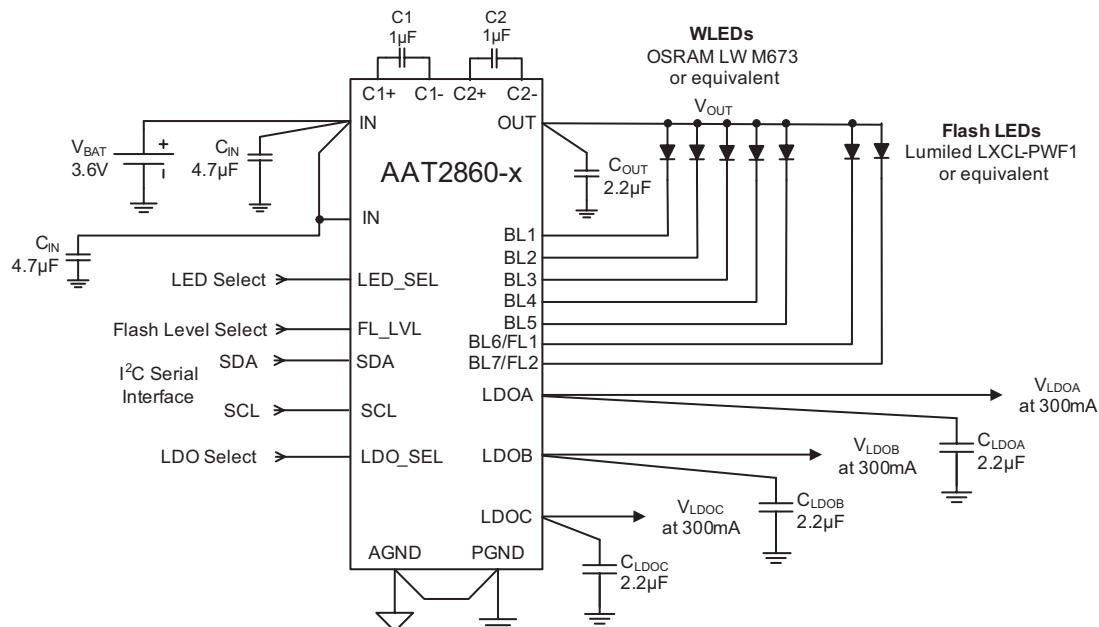 C1
1µF
C2
1µF
WLEDs
OSRAM LW M673
or equivalent
C1+ C1- C2+ C2-
IN
OUT
VOUT
Flash LEDs
Lumiled LXCL-PWF1
or equivalent
VBAT
3.6V
+
–
CIN
4.7µF
COUT
2.2µF
AAT2860-x
IN
CIN
4.7µF
BL1
BL2
BL3
BL4
BL5
BL6/FL1
BL7/FL2
LED Select
LED_SEL
Flash Level Select
FL_LVL
SDA
SDA
I²C Serial
Interface
SCL
SCL
LDO Select
LDO_SEL
LDOA
VLDOA
at 300mA
CLDOA
2.2µF
LDOB
VLDOB
at 300mA
CLDOB
2.2µF
LDOC
VLDOC
at 300mA
CLDOC
2.2µF
AGND
PGND